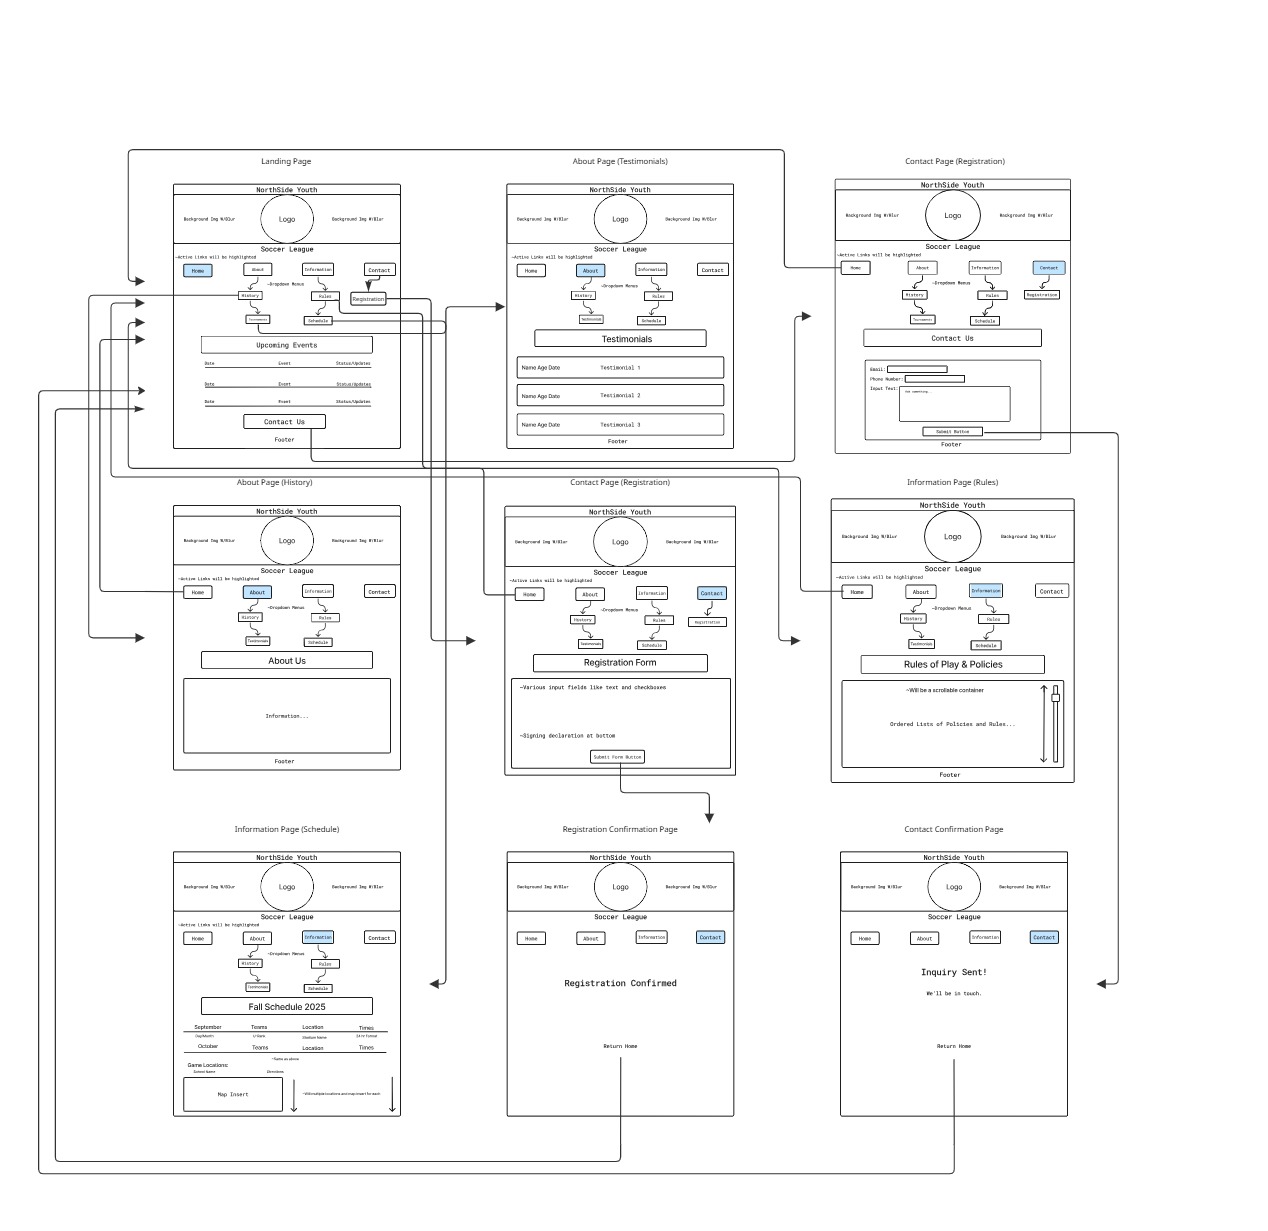 Landing Page
NorthSide Youth
Background Img W/Blur
Logo
Background Img W/Blur
Soccer League
~Active Links will be highlighted
Home
About
Information
Contact
~Dropdown Menus
History
Rules
Registration
Schedule
Upcoming Events
Date Event Status/Updates
Date Event Status/Updates
Date Event Status/Updates
Contact Us
Footer
About Page (Testimonials)
NorthSide Youth
Background Img W/Blur
Logo
Background Img W/Blur
Soccer League
~Active Links will be highlighted
Home
About
Information
Contact
~Dropdown Menus
History
Rules
Testimonials
Schedule
Testimonials
Name Age Date Testimonial 1
Name Age Date Testimonial 2
Name Age Date Testimonial 3
Footer
Contact Page (Registration)
NorthSide Youth
Background Img W/Blur
Logo
Background Img W/Blur
Soccer League
~Active Links will be highlighted
Home
About
Information
Contact
~Dropdown Menus
History
Rules
Registration
Schedule
Contact Us
Email:
Phone Number:
Input Text:
Submit Button
Footer
About Page (History)
NorthSide Youth
Background Img W/Blur
Logo
Background Img W/Blur
Soccer League
~Active Links will be highlighted
Home
About
Information
Contact
~Dropdown Menus
History
Rules
Testimonials
Schedule
About Us
Information...
Footer
Contact Page (Registration)
NorthSide Youth
Background Img W/Blur
Logo
Background Img W/Blur
Soccer League
~Active Links will be highlighted
Home
About
Information
Contact
~Dropdown Menus
History
Rules
Registration
Testimonials
Schedule
Registration Form
~Various input fields like text and checkboxes
~Signing declaration at bottom
Submit Form Button
Information Page (Rules)
NorthSide Youth
Background Img W/Blur
Logo
Background Img W/Blur
Soccer League
~Active Links will be highlighted
Home
About
Information
Contact
~Dropdown Menus
History
Rules
Testimonials
Schedule
Rules of Play & Policies
~Will be a scrollable container
Ordered Lists of Policies and Rules...
Footer
Information Page (Schedule)
NorthSide Youth
Background Img W/Blur
Logo
Background Img W/Blur
Soccer League
~Active Links will be highlighted
Home
About
Information
Contact
~Dropdown Menus
History
Rules
Testimonials
Schedule
Fall Schedule 2025
September Teams Location Times
Day/Month Stadium Name 24 Hr Format
October Teams Location Times
~Same as above
Game Locations:
School Name Directions
Map Insert
~With multiple locations and map insert for each
Registration Confirmation Page
NorthSide Youth
Background Img W/Blur
Logo
Background Img W/Blur
Soccer League
Home
About
Information
Contact
Registration Confirmed
Return Home
Contact Confirmation Page
NorthSide Youth
Background Img W/Blur
Logo
Background Img W/Blur
Soccer League
Home
About
Information
Contact
Inquiry Sent!
We'll be in touch.
Return Home